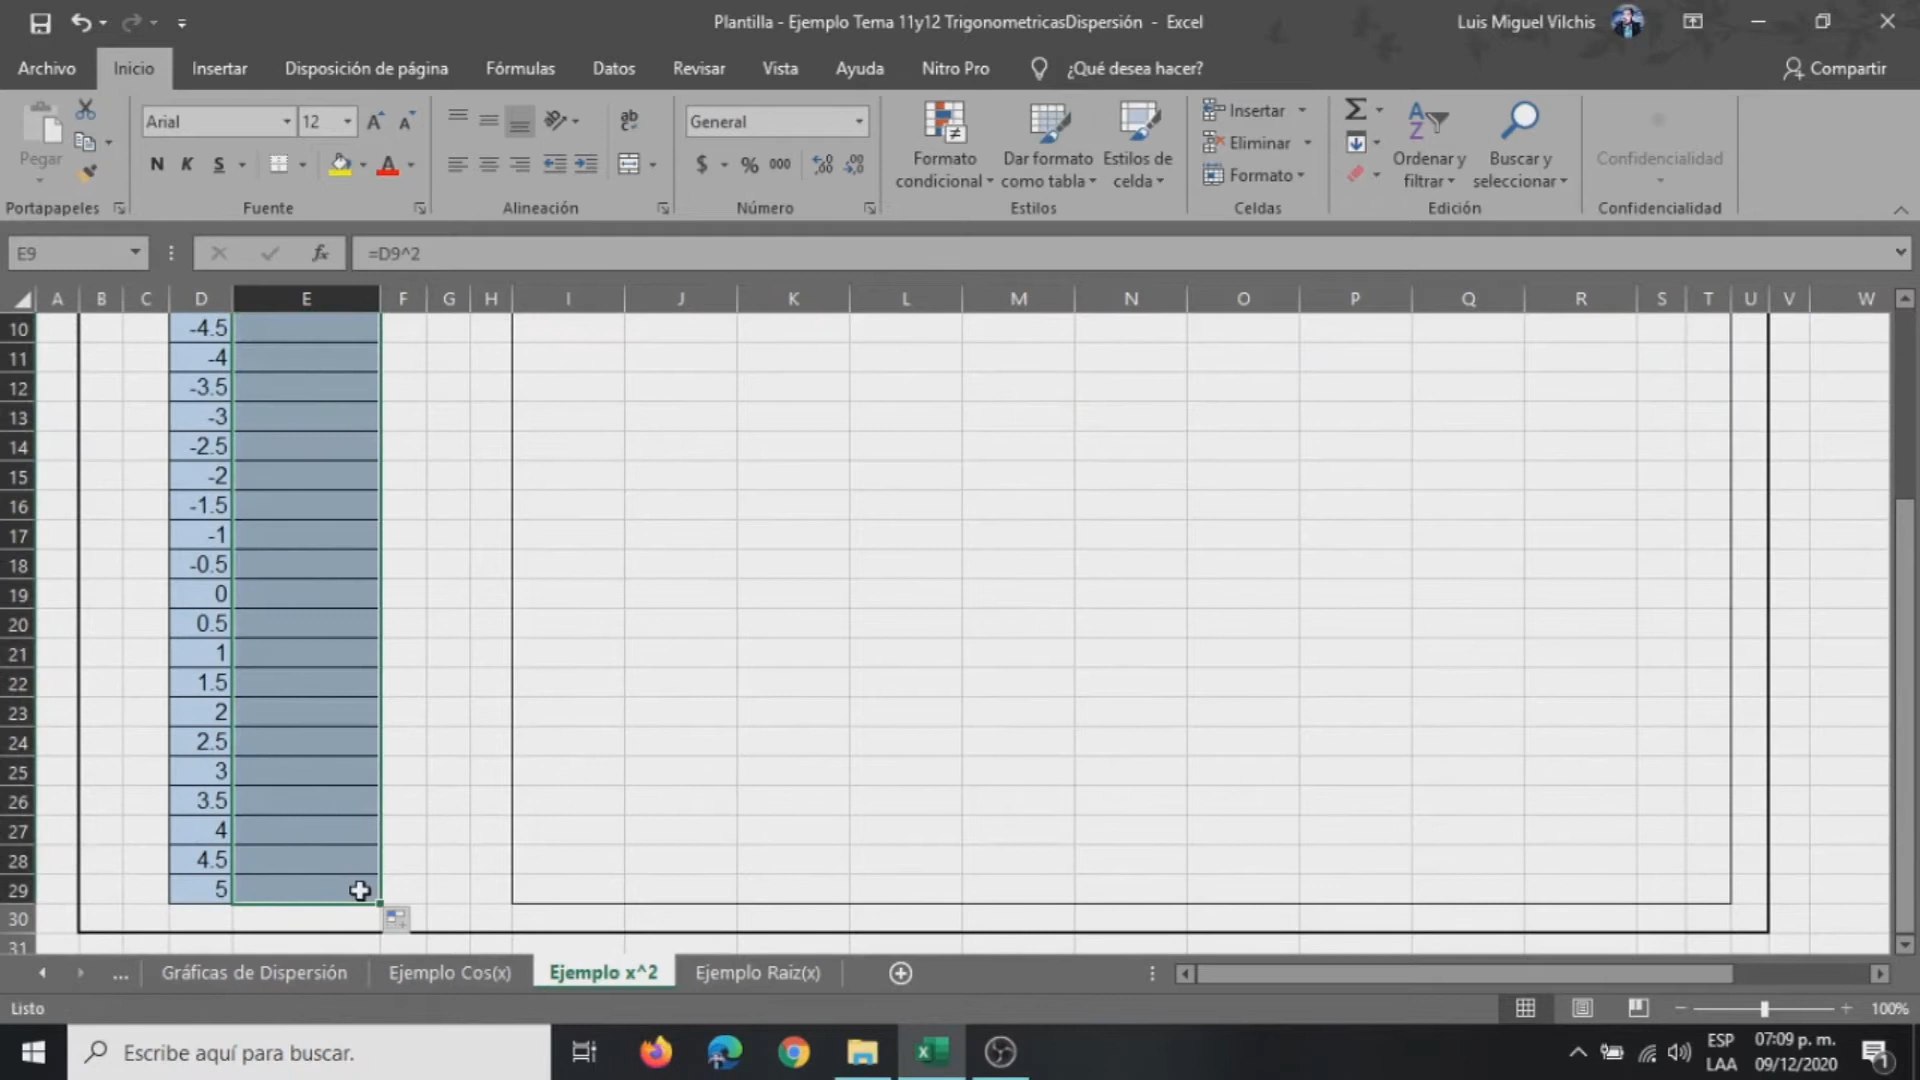 Plantilla - Ejemplo Tema 11y12 TrigonometricasDispersión - Excel
Luis Miguel Vilchis
Archivo Inicio Insertar Disposición de página Fórmulas Datos Revisar Vista Ayuda Nitro Pro ¿Qué desea hacer? Compartir
Pegar
Arial 12
General
N K S
$ % 000
Formato condicional
Dar formato como tabla
Estilos de celda
Insertar
Eliminar
Formato
Ordenar y filtrar
Buscar y seleccionar
Confidencialidad
Portapapeles Fuente Alineación Número Estilos Celdas Edición Confidencialidad
E9 fx =D9^2
A B C D E F G H I J K L M N O P Q R S T U V W
10 -4.5
11 -4
12 -3.5
13 -3
14 -2.5
15 -2
16 -1.5
17 -1
18 -0.5
19 0
20 0.5
21 1
22 1.5
23 2
24 2.5
25 3
26 3.5
27 4
28 4.5
29 5
30
31
... Gráficas de Dispersión Ejemplo Cos(x) Ejemplo x^2 Ejemplo Raiz(x)
Listo 100%
Escribe aquí para buscar.
ESP
LAA
07:09 p. m.
09/12/2020
1